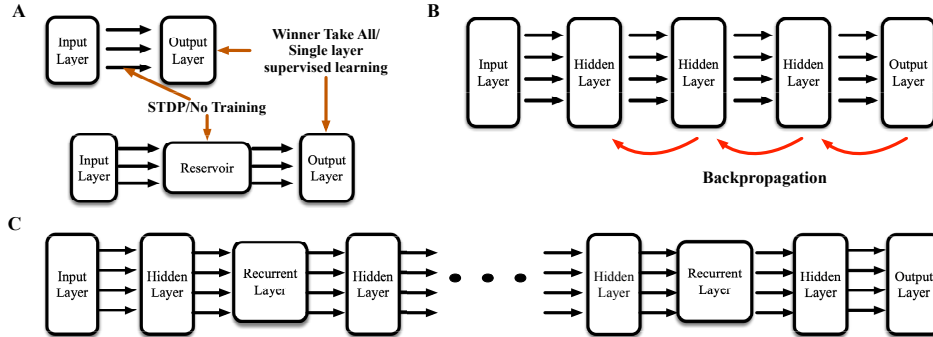 A
Input
Layer
Output
Layer
Winner Take All/
Single layer
supervised learning
STDP/No Training
Input
Layer
Reservoir
Output
Layer
B
Input
Layer
Hidden
Layer
Hidden
Layer
Hidden
Layer
Output
Layer
Backpropagation
C
Input
Layer
Hidden
Layer
Recurrent
Layer
Hidden
Layer
Hidden
Layer
Recurrent
Layer
Hidden
Layer
Output
Layer